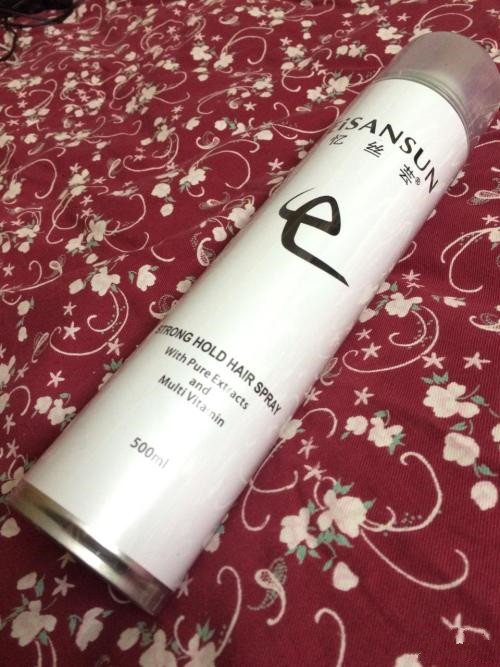 iSANSUN
忆丝芸®
e
STRONG HOLD HAIR SPRAY
With Pure Extracts
and
Multi Vitamin
500ml